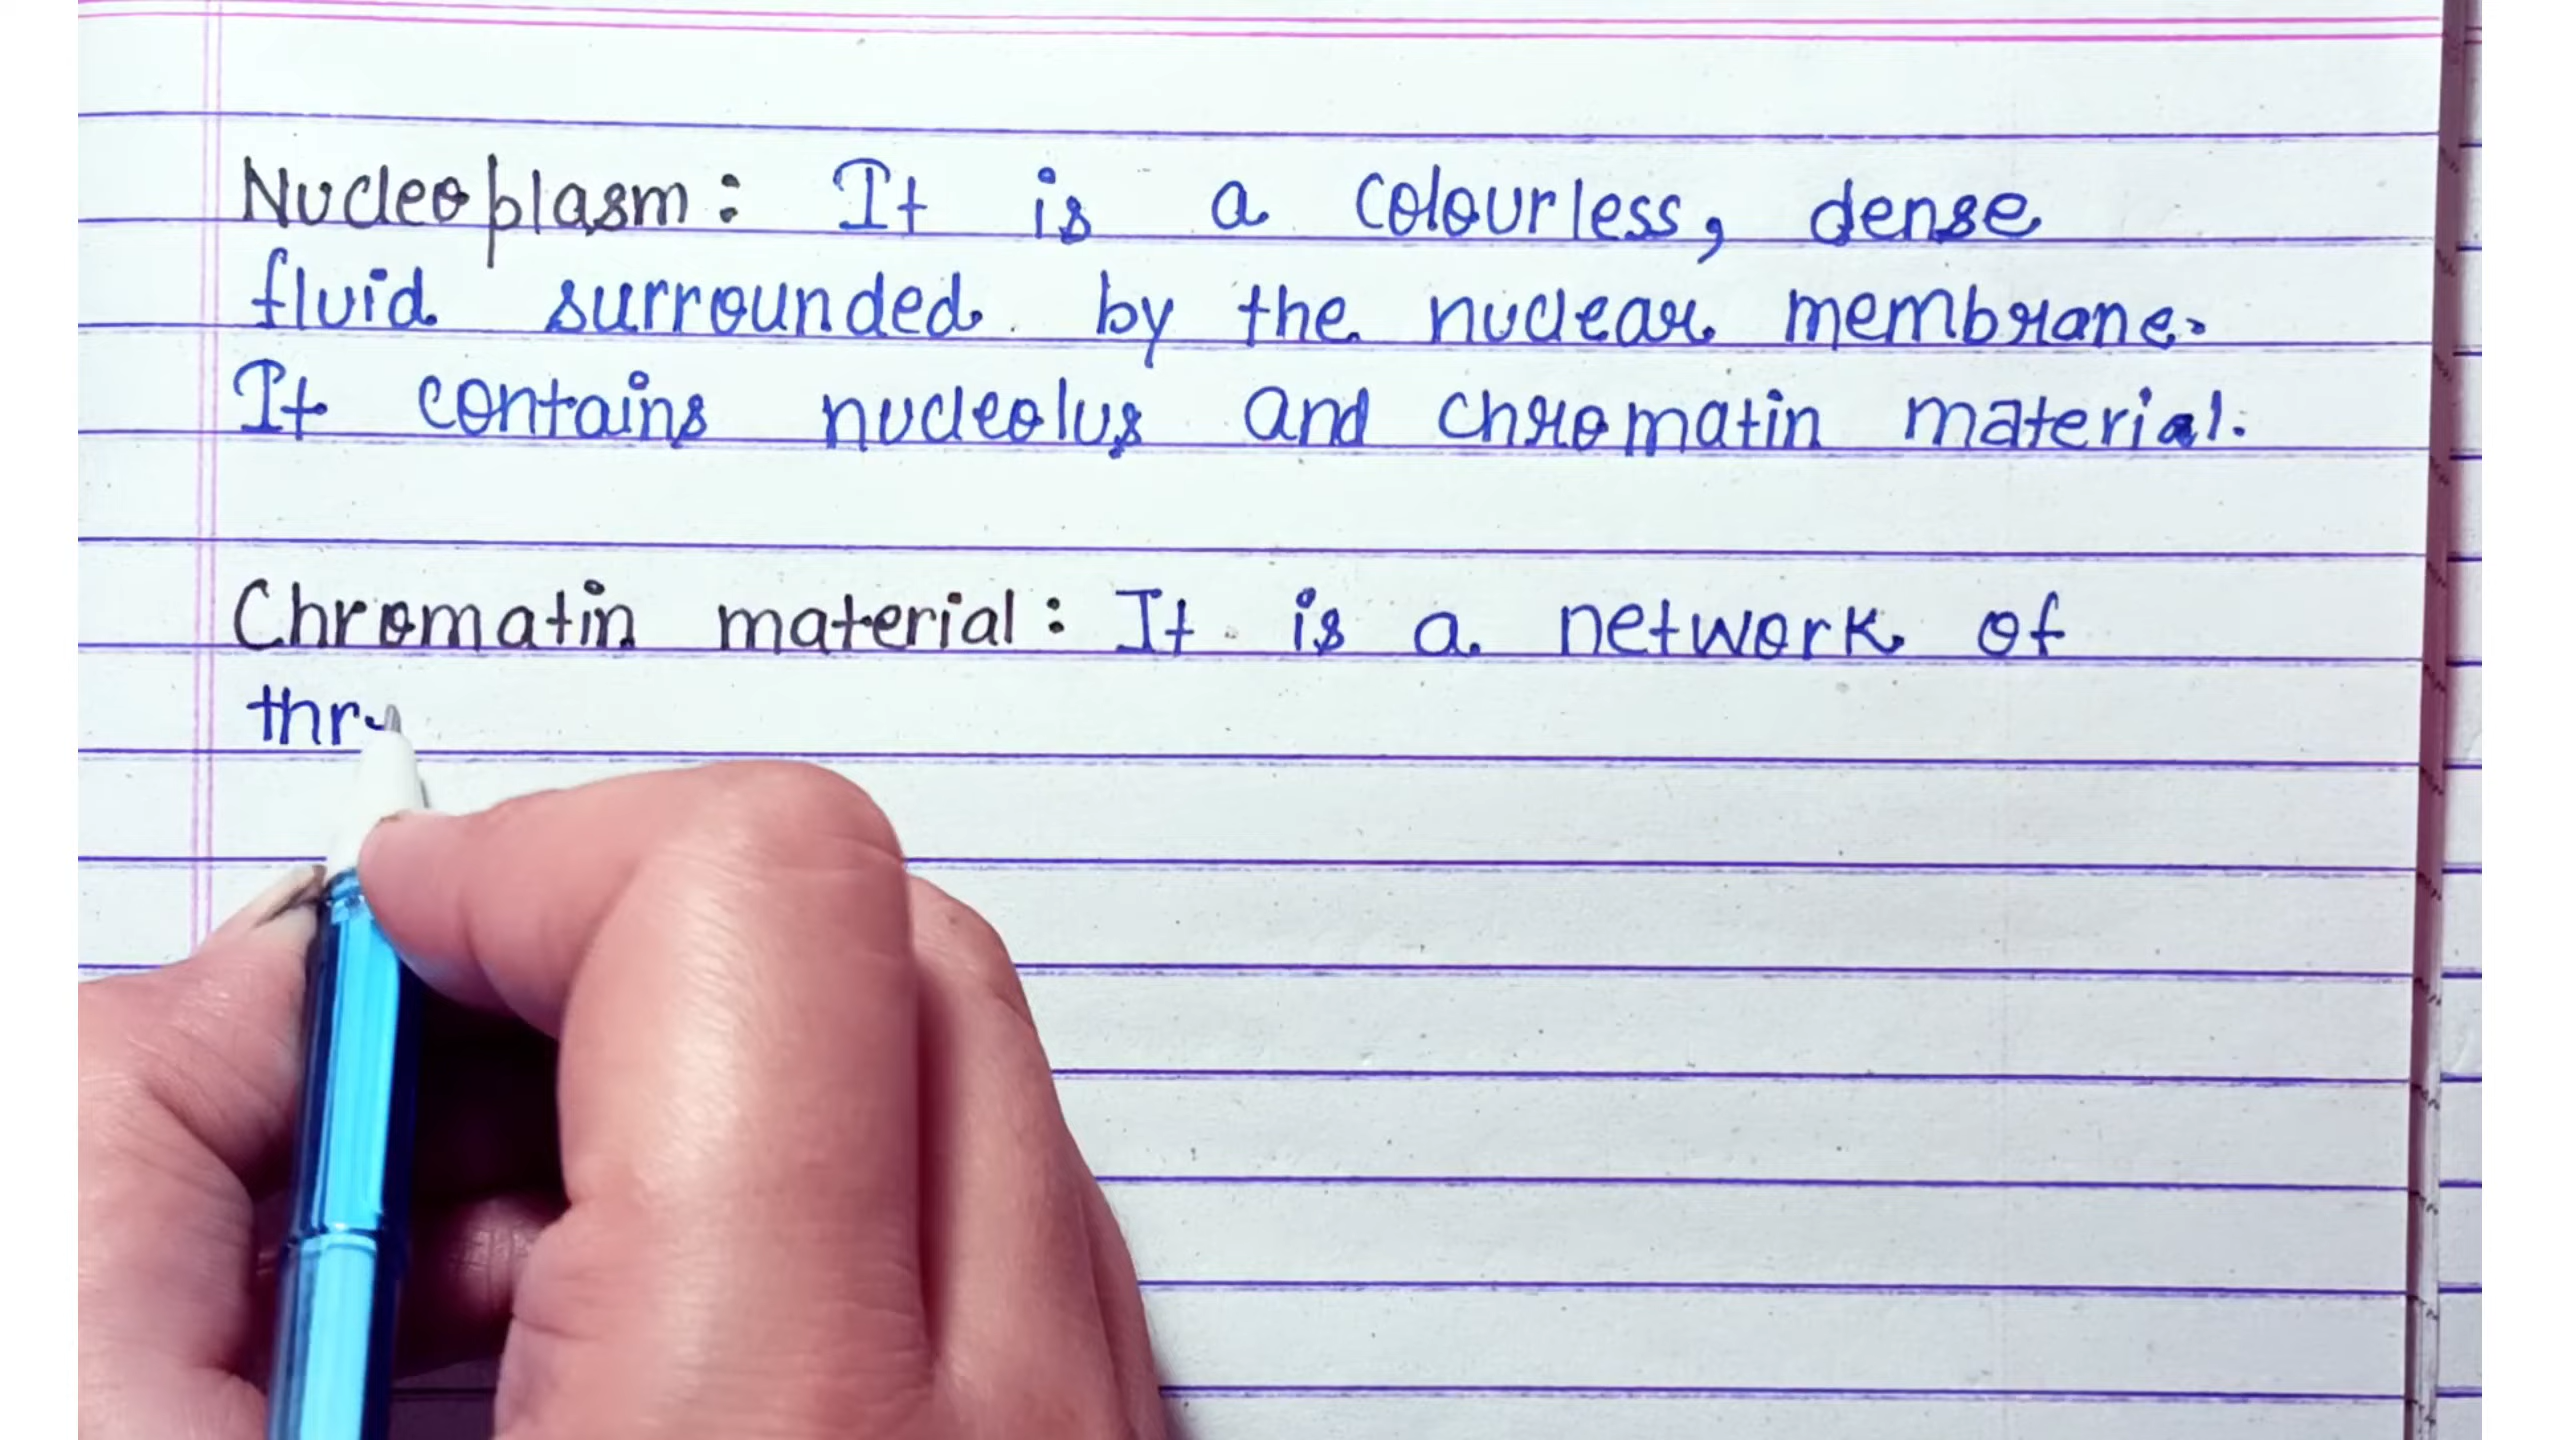 Nucleoplasm: It is a colourless, dense
fluid surrounded by the nuclear membrane.
It contains nucleolus and chromatin material.
Chromatin material: It is a network of
thr